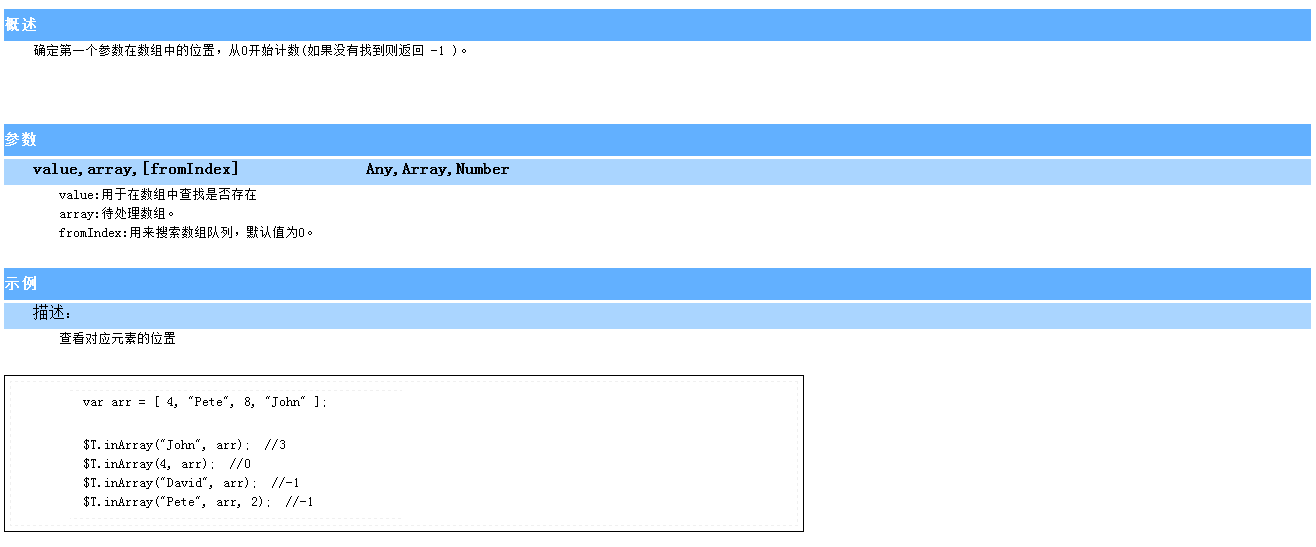 概述
确定第一个参数在数组中的位置，从0开始计数(如果没有找到则返回 -1 )。
参数
value,array,[fromIndex] Any,Array,Number
value:用于在数组中查找是否存在
array:待处理数组。
fromIndex:用来搜索数组队列，默认值为0。
示例
描述:
查看对应元素的位置
var arr = [ 4, "Pete", 8, "John" ];
$T.inArray("John", arr);  //3
$T.inArray(4, arr);  //0
$T.inArray("David", arr);  //-1
$T.inArray("Pete", arr, 2);  //-1